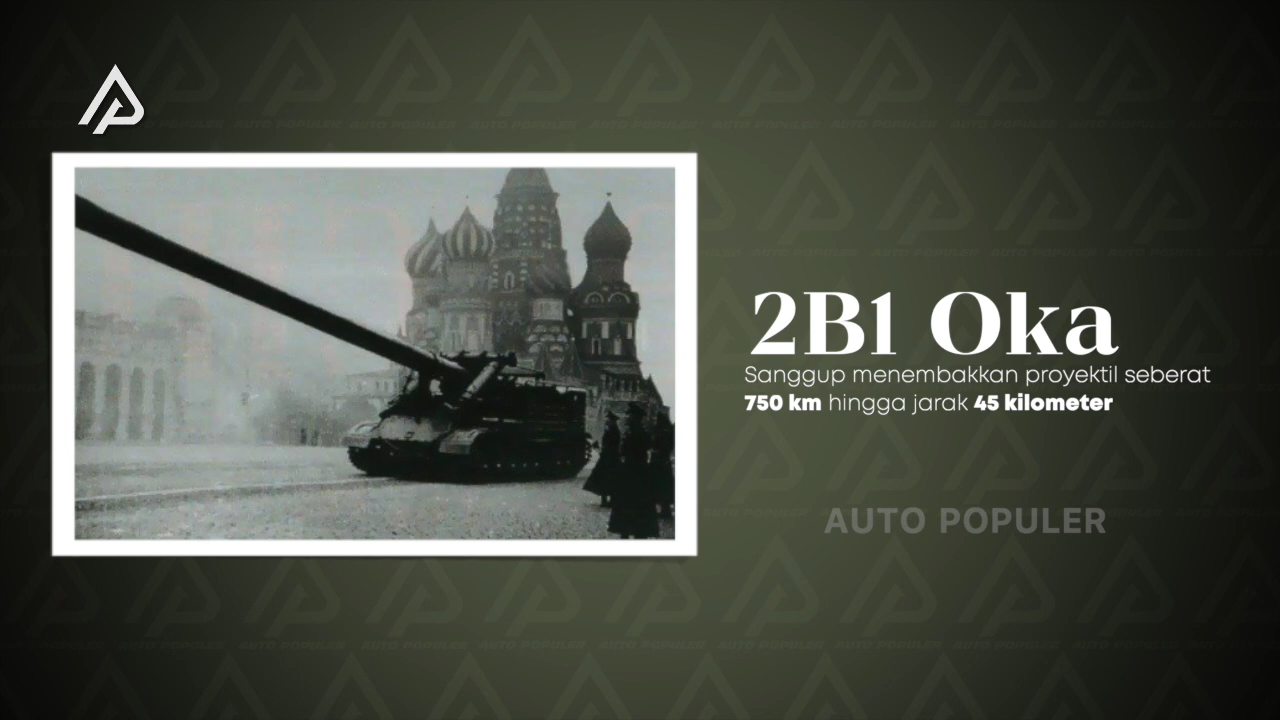 2B1 Oka
Sanggup menembakkan proyektil seberat
750 km hingga jarak 45 kilometer
AUTO POPULER